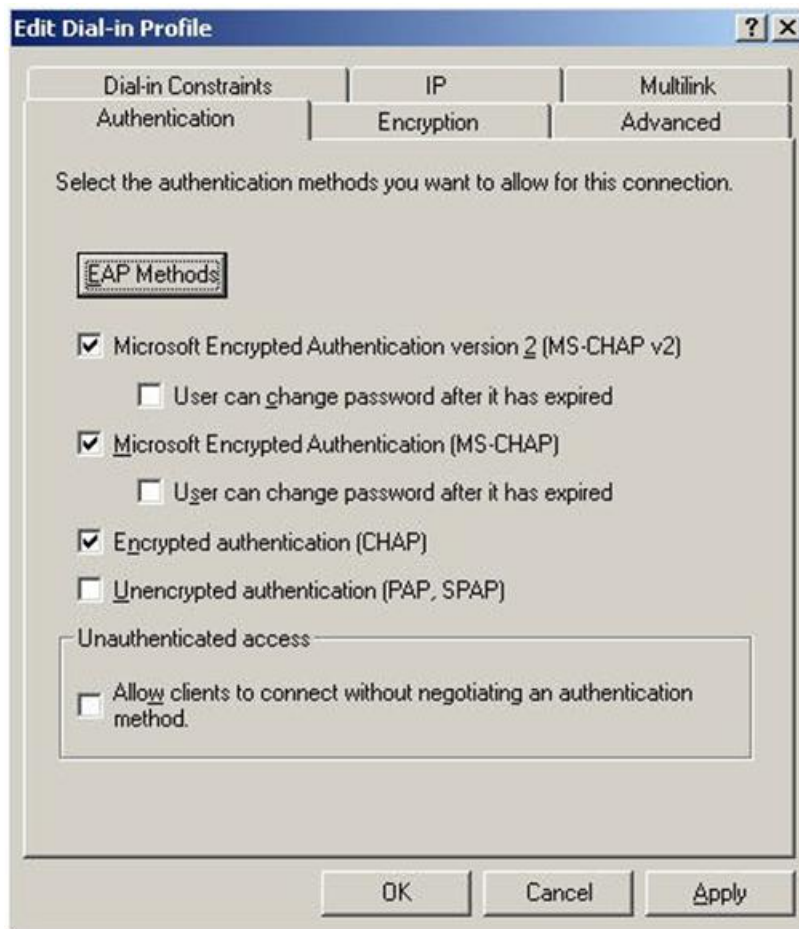 Edit Dial-in Profile
Dial-in Constraints
IP
Multilink
Authentication
Encryption
Advanced
Select the authentication methods you want to allow for this connection.
EAP Methods
Microsoft Encrypted Authentication version 2 (MS-CHAP v2)
User can change password after it has expired
Microsoft Encrypted Authentication (MS-CHAP)
User can change password after it has expired
Encrypted authentication (CHAP)
Unencrypted authentication (PAP, SPAP)
Unauthenticated access
Allow clients to connect without negotiating an authentication
method.
OK
Cancel
Apply